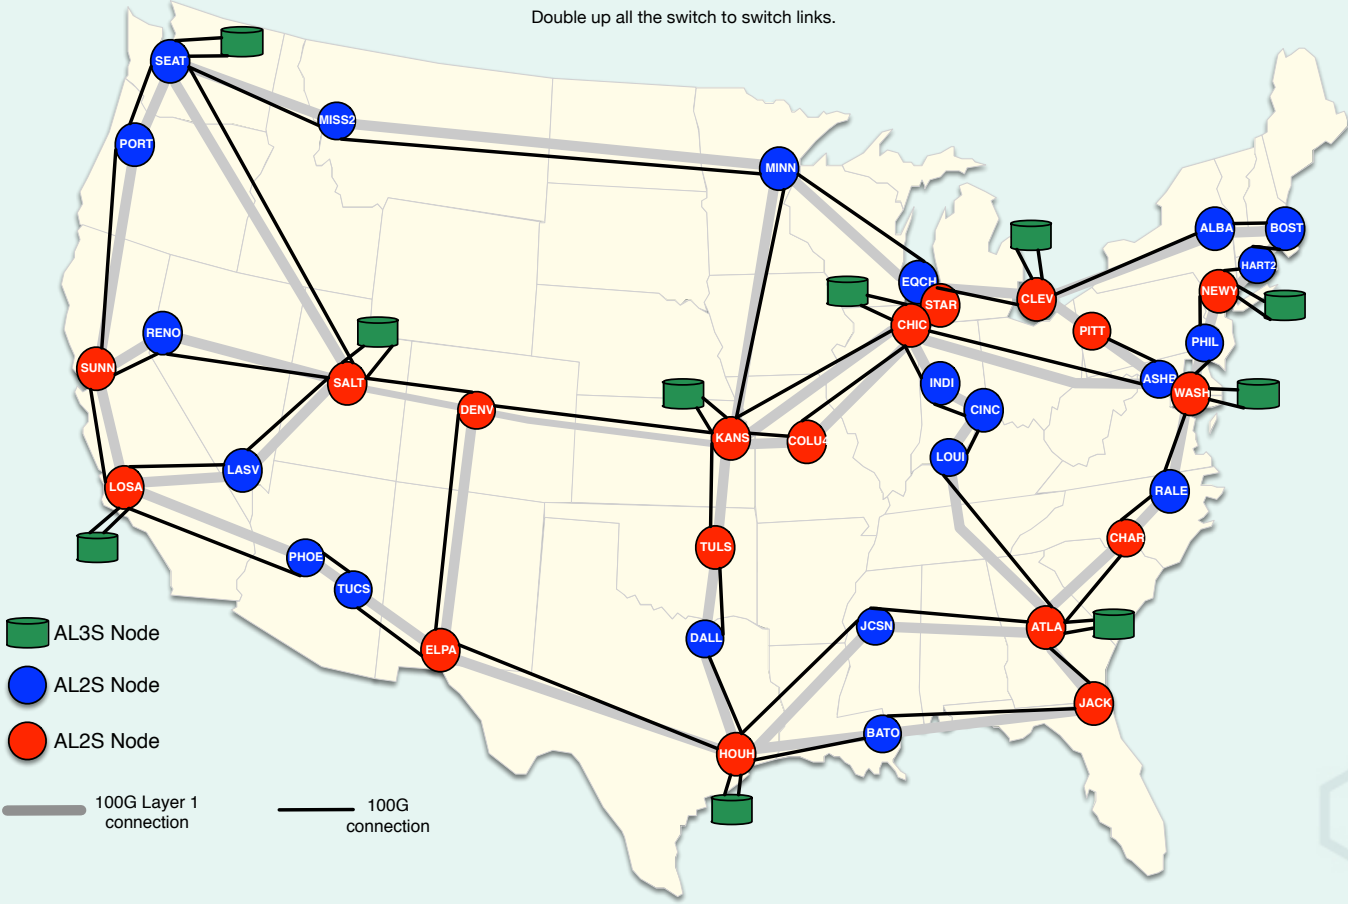 Double up all the switch to switch links.
SEAT
MISS2
PORT
MINN
ALBA
BOST
HART2
EQCH
STAR
CLEV
NEWY
CHIC
PITT
PHIL
RENO
SUNN
SALT
INDI
ASHB
WASH
DENV
CINC
KANS
COLU4
LOUI
LASV
LOSA
RALE
CHAR
TULS
PHOE
TUCS
JCSN
ATLA
DALL
ELPA
JACK
BATO
HOUH
AL3S Node
AL2S Node
AL2S Node
100G Layer 1
connection
100G
connection